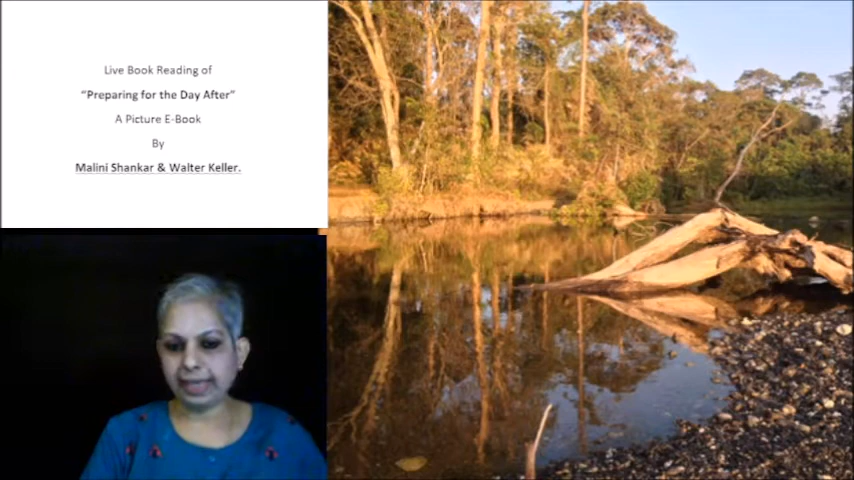 Live Book Reading of
“Preparing for the Day After”
A Picture E-Book
By
Malini Shankar & Walter Keller.